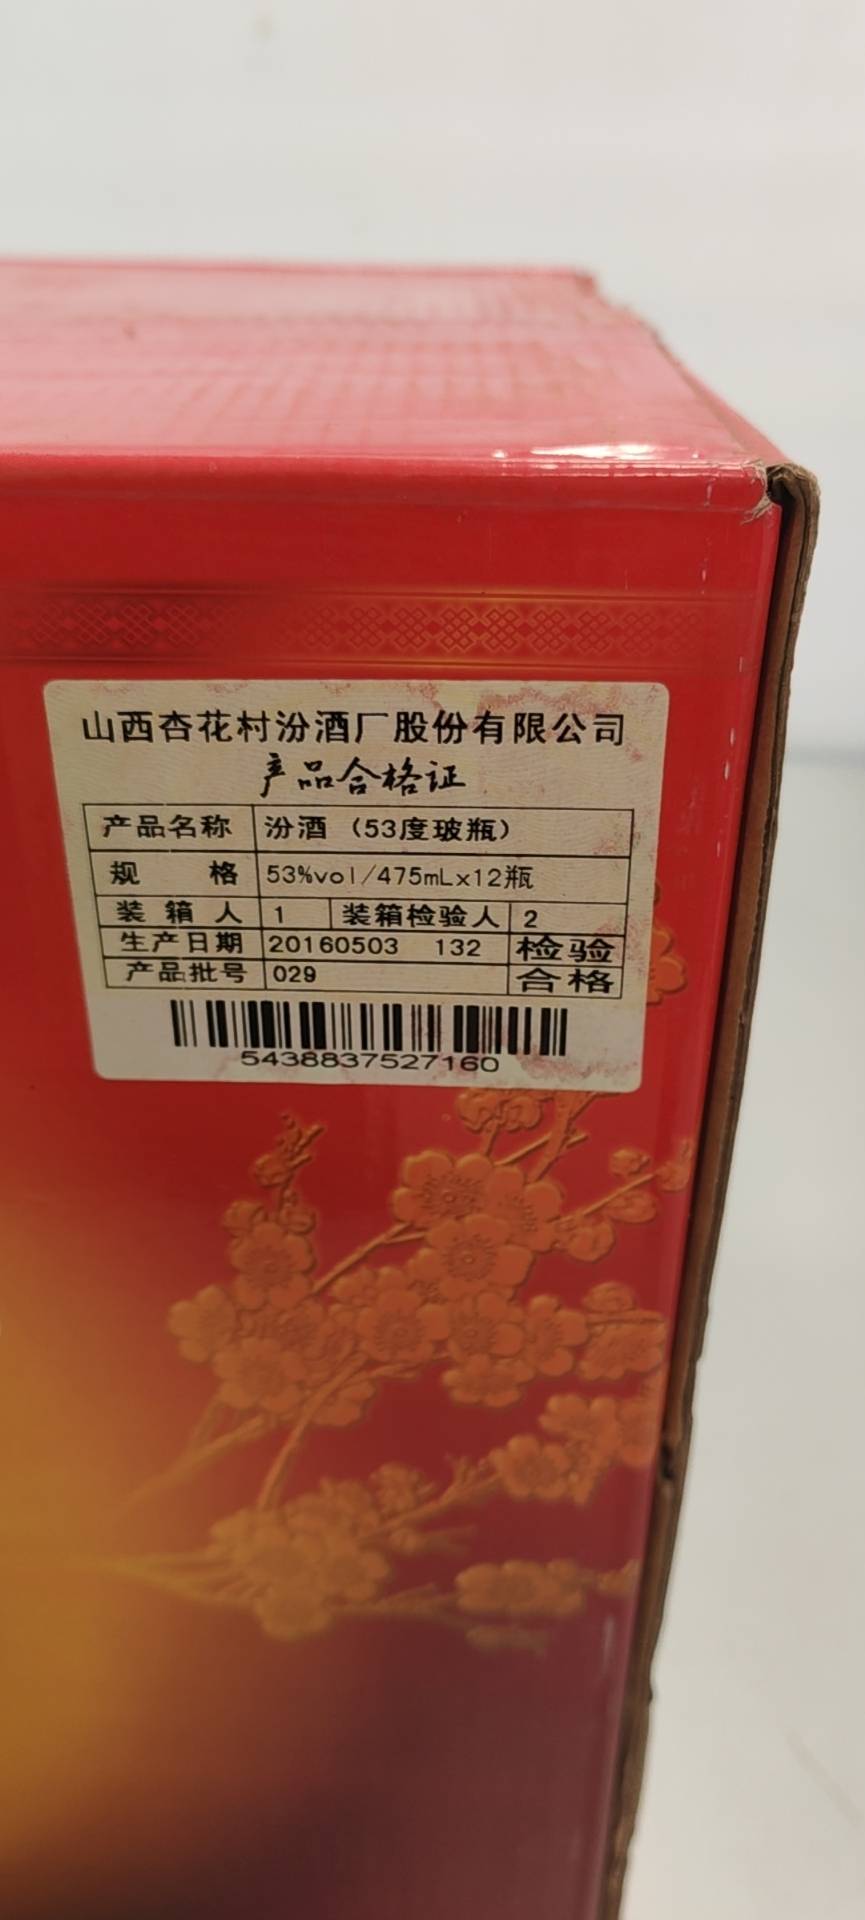 山西杏花村汾酒厂股份有限公司
产品合格证
产品名称 汾酒（53度玻瓶）
规 格 53%vol/475mLx12瓶
装 箱 人 1 装箱检验人 2
生产日期 20160503 132 检验
产品批号 029 合格
5438837527160